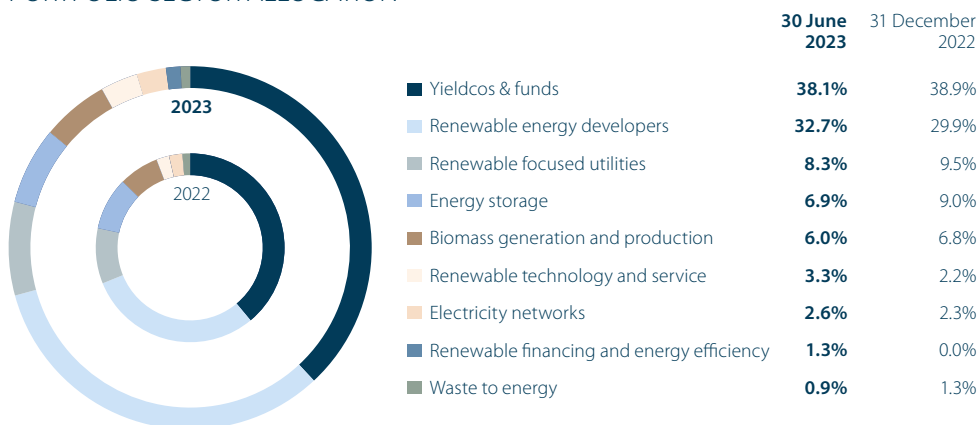 PORTFOLIO SECTOR ALLOCATION
30 June 31 December
2023 2022
2023
2022
Yieldcos & funds 38.1% 38.9%
Renewable energy developers 32.7% 29.9%
Renewable focused utilities 8.3% 9.5%
Energy storage 6.9% 9.0%
Biomass generation and production 6.0% 6.8%
Renewable technology and service 3.3% 2.2%
Electricity networks 2.6% 2.3%
Renewable financing and energy efficiency 1.3% 0.0%
Waste to energy 0.9% 1.3%